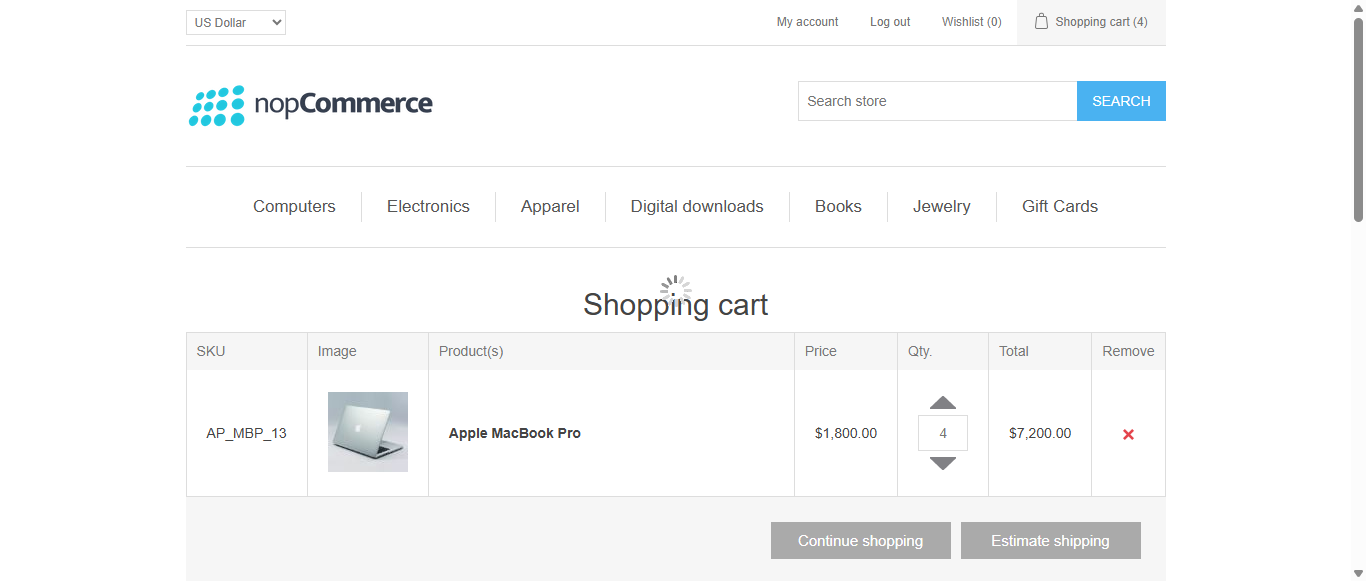 US Dollar
My account
Log out
Wishlist (0)
Shopping cart (4)
nopCommerce
Search store
SEARCH
Computers
Electronics
Apparel
Digital downloads
Books
Jewelry
Gift Cards
Shopping cart
SKU
Image
Product(s)
Price
Qty.
Total
Remove
AP_MBP_13
Apple MacBook Pro
$1,800.00
4
$7,200.00
Continue shopping
Estimate shipping